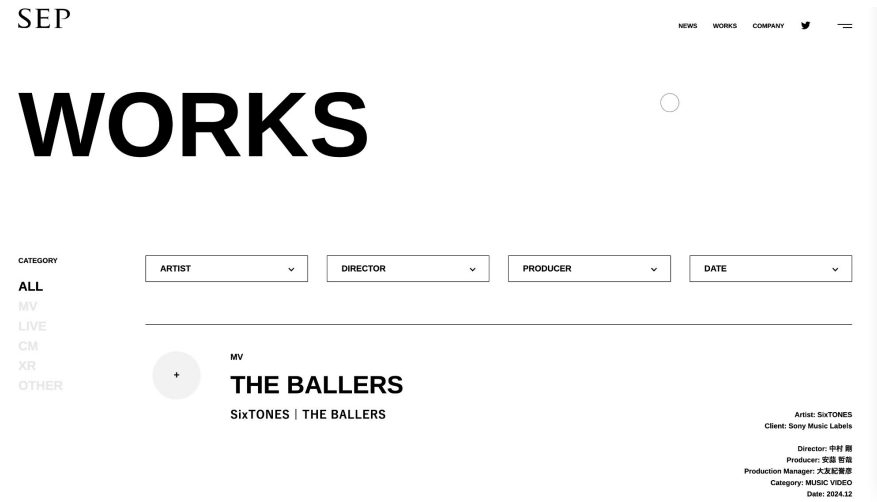 SEP
NEWS WORKS COMPANY
WORKS
CATEGORY
ALL
MV
LIVE
CM
XR
OTHER
ARTIST DIRECTOR PRODUCER DATE
+
MV
THE BALLERS
SixTONES | THE BALLERS
Artist: SixTONES
Client: Sony Music Labels
Director: 中村 剛
Producer: 安藤 哲哉
Production Manager: 大友紀誉彦
Category: MUSIC VIDEO
Date: 2024.12